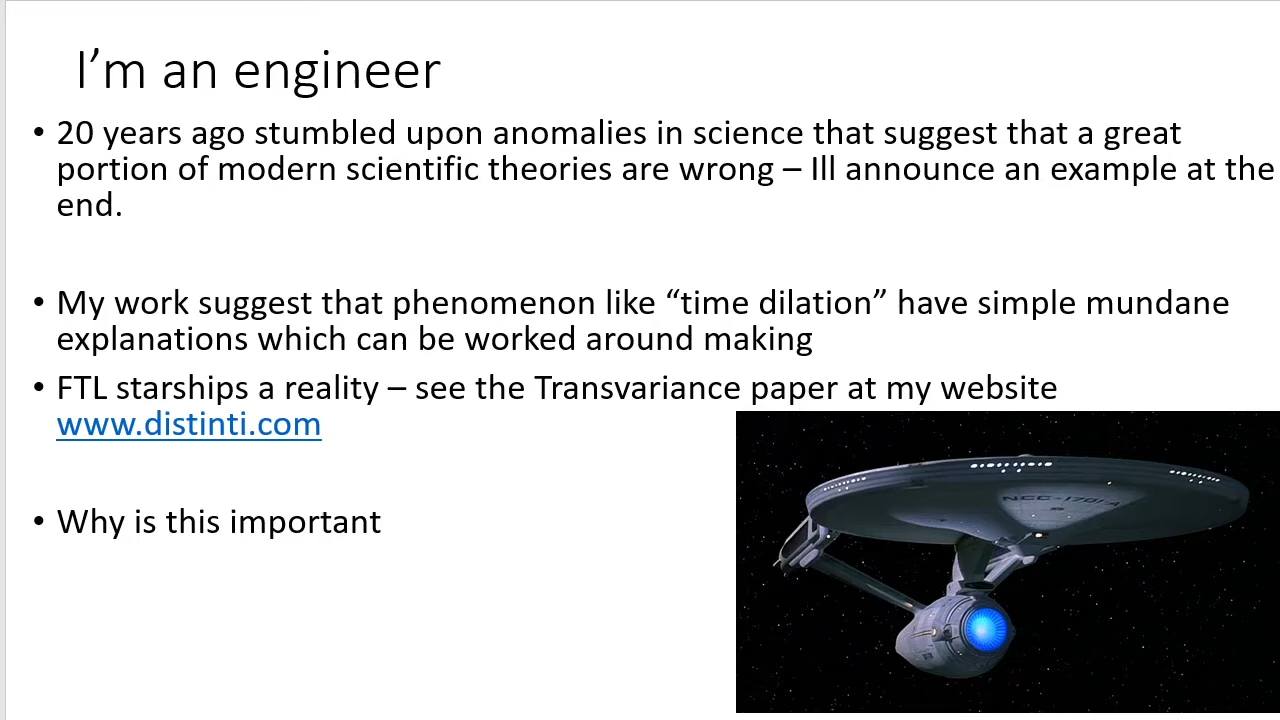 I’m an engineer
• 20 years ago stumbled upon anomalies in science that suggest that a great
portion of modern scientific theories are wrong – Ill announce an example at the
end.
• My work suggest that phenomenon like “time dilation” have simple mundane
explanations which can be worked around making
• FTL starships a reality – see the Transvariance paper at my website
www.distinti.com
• Why is this important
NCC-1701-A